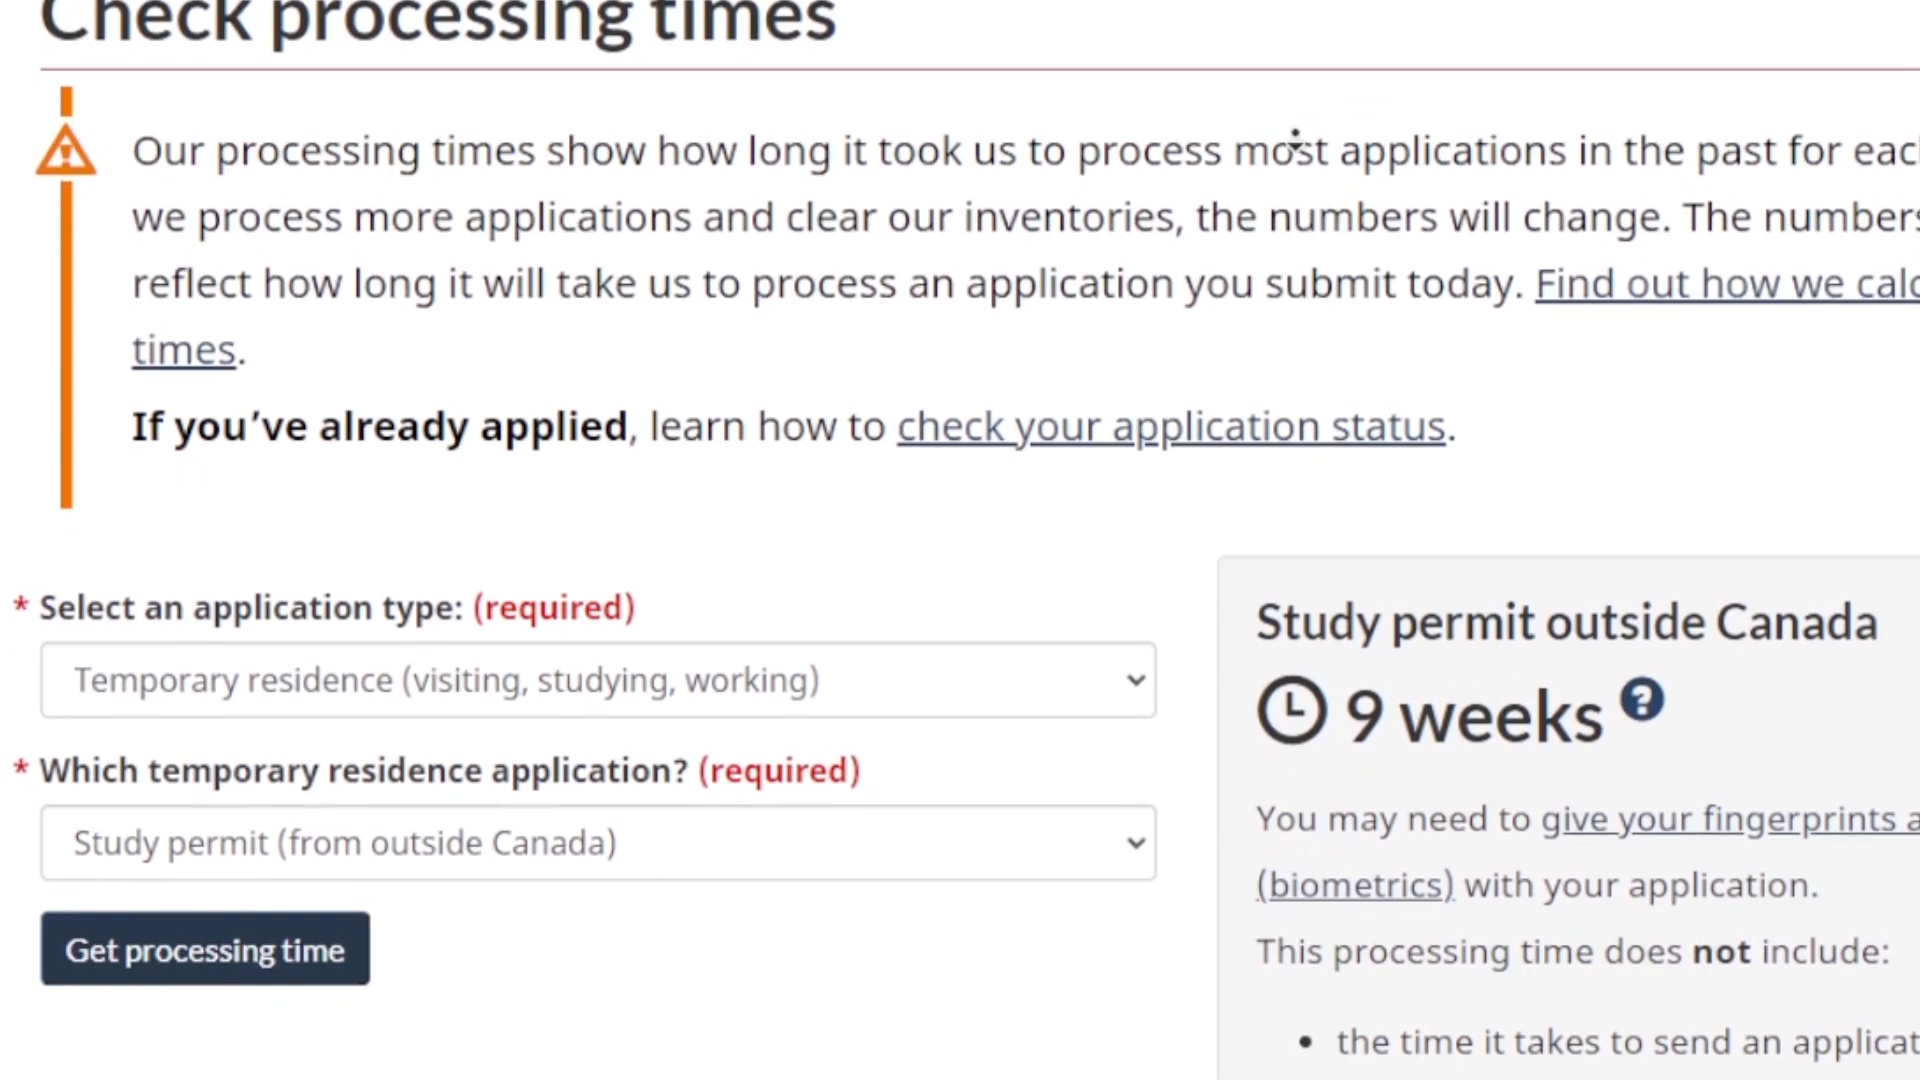 Check processing times
Our processing times show how long it took us to process most applications in the past for
we process more applications and clear our inventories, the numbers will change. The numbers
reflect how long it will take us to process an application you submit today. Find out how we
times.
If you’ve already applied, learn how to check your application status.
* Select an application type: (required)
Temporary residence (visiting, studying, working)
* Which temporary residence application? (required)
Study permit (from outside Canada)
Get processing time
Study permit outside Canada
9 weeks ?
You may need to give your fingerprints
(biometrics) with your application.
This processing time does not include:
• the time it takes to send an